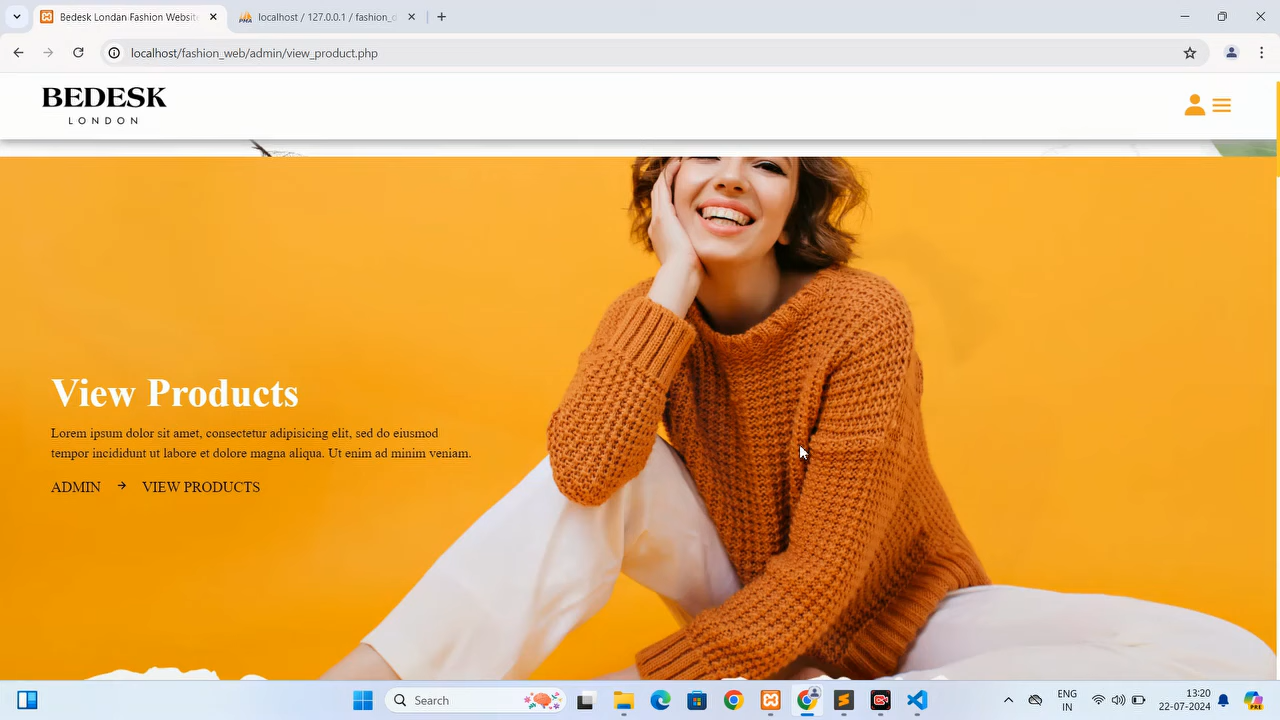 Bedesk Londan Fashion Website
localhost / 127.0.0.1 / fashion_
localhost/fashion_web/admin/view_product.php
BEDESK
LONDON
View Products
Lorem ipsum dolor sit amet, consectetur adipisicing elit, sed do eiusmod
tempor incididunt ut labore et dolore magna aliqua. Ut enim ad minim veniam.
ADMIN → VIEW PRODUCTS
Search
ENG
IN
13:20
22-07-2024
PRE